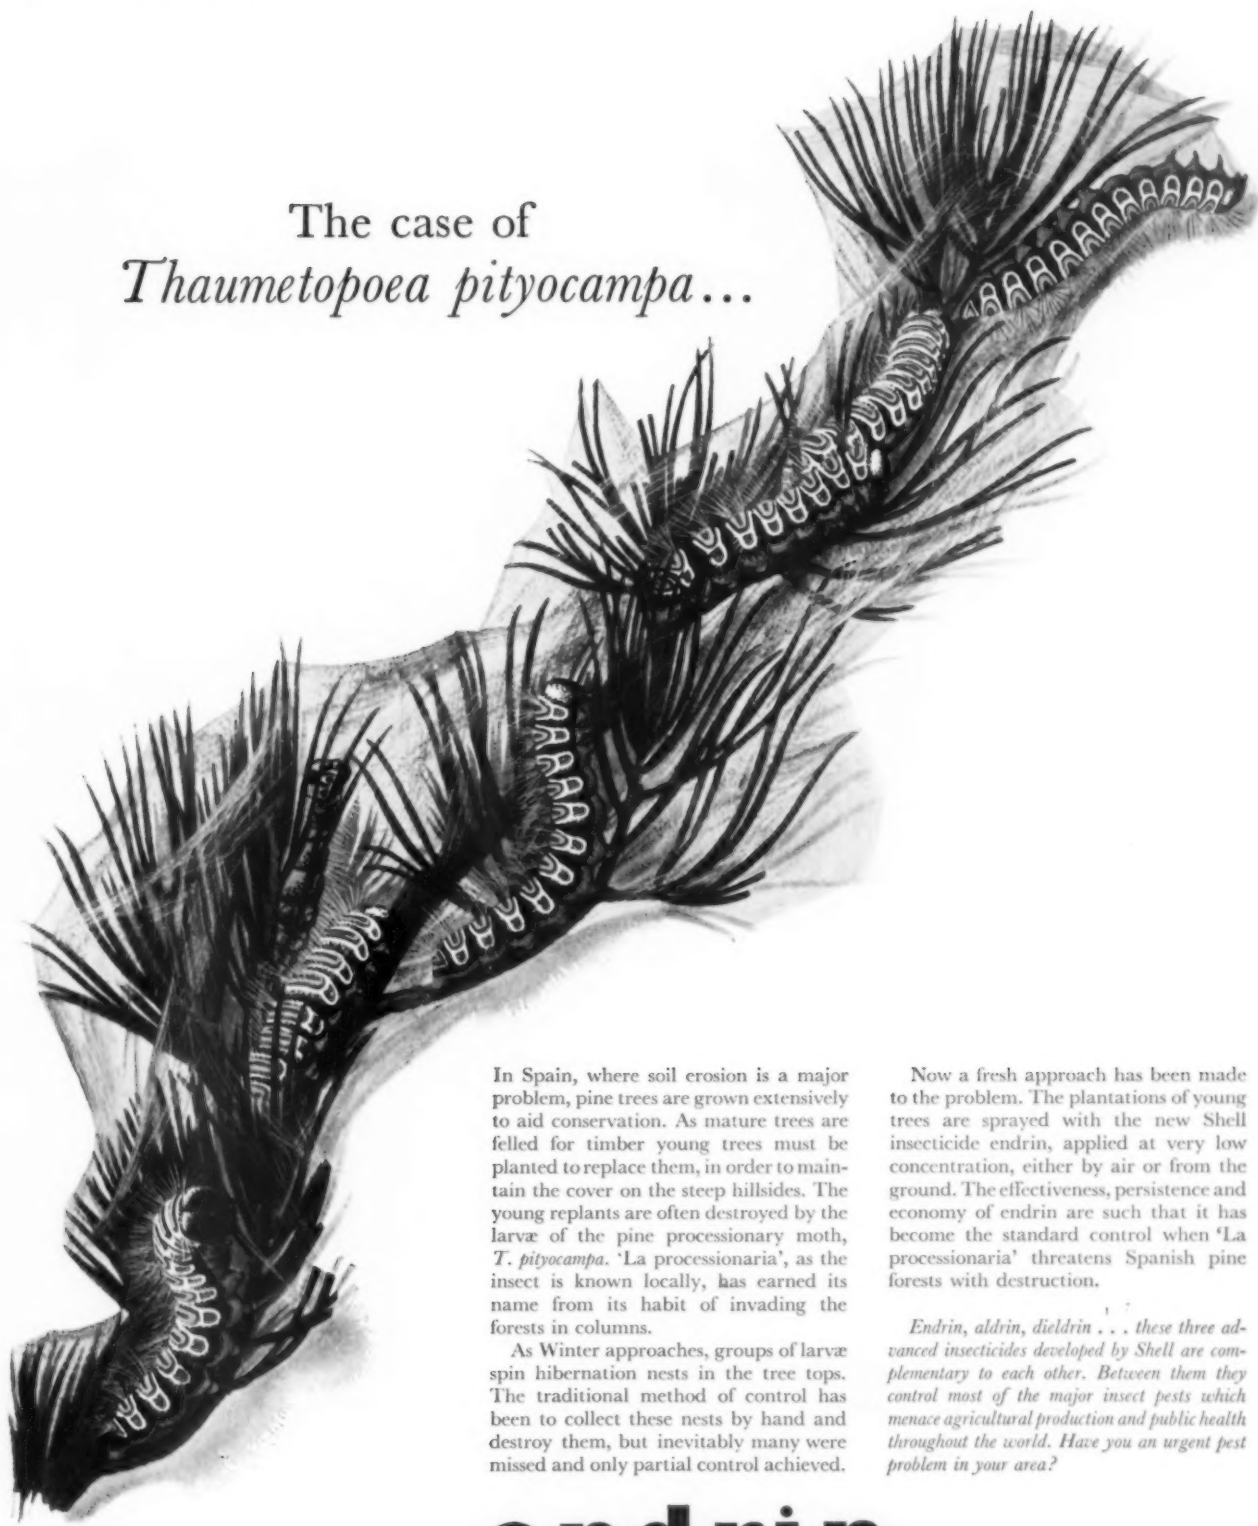 The case of
Thaumetopoea pityocampa...
In Spain, where soil erosion is a major
problem, pine trees are grown extensively
to aid conservation. As mature trees are
felled for timber young trees must be
planted to replace them, in order to main-
tain the cover on the steep hillsides. The
young replants are often destroyed by the
larvæ of the pine processionary moth,
T. pityocampa. ‘La processionaria’, as the
insect is known locally, has earned its
name from its habit of invading the
forests in columns.
As Winter approaches, groups of larvæ
spin hibernation nests in the tree tops.
The traditional method of control has
been to collect these nests by hand and
destroy them, but inevitably many were
missed and only partial control achieved.
Now a fresh approach has been made
to the problem. The plantations of young
trees are sprayed with the new Shell
insecticide endrin, applied at very low
concentration, either by air or from the
ground. The effectiveness, persistence and
economy of endrin are such that it has
become the standard control when ‘La
processionaria’ threatens Spanish pine
forests with destruction.
Endrin, aldrin, dieldrin . . . these three ad-
vanced insecticides developed by Shell are com-
plementary to each other. Between them they
control most of the major insect pests which
menace agricultural production and public health
throughout the world. Have you an urgent pest
problem in your area?
endrin